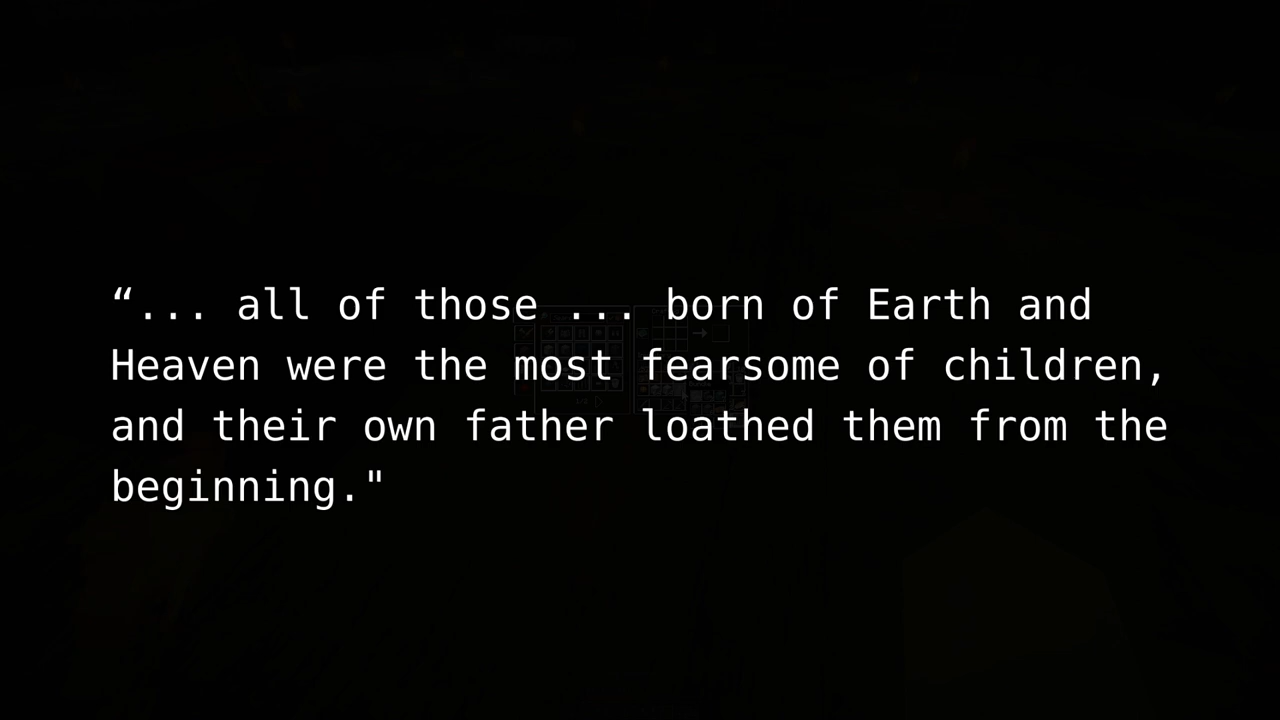 “... all of those ... born of Earth and
Heaven were the most fearsome of children,
and their own father loathed them from the
beginning."